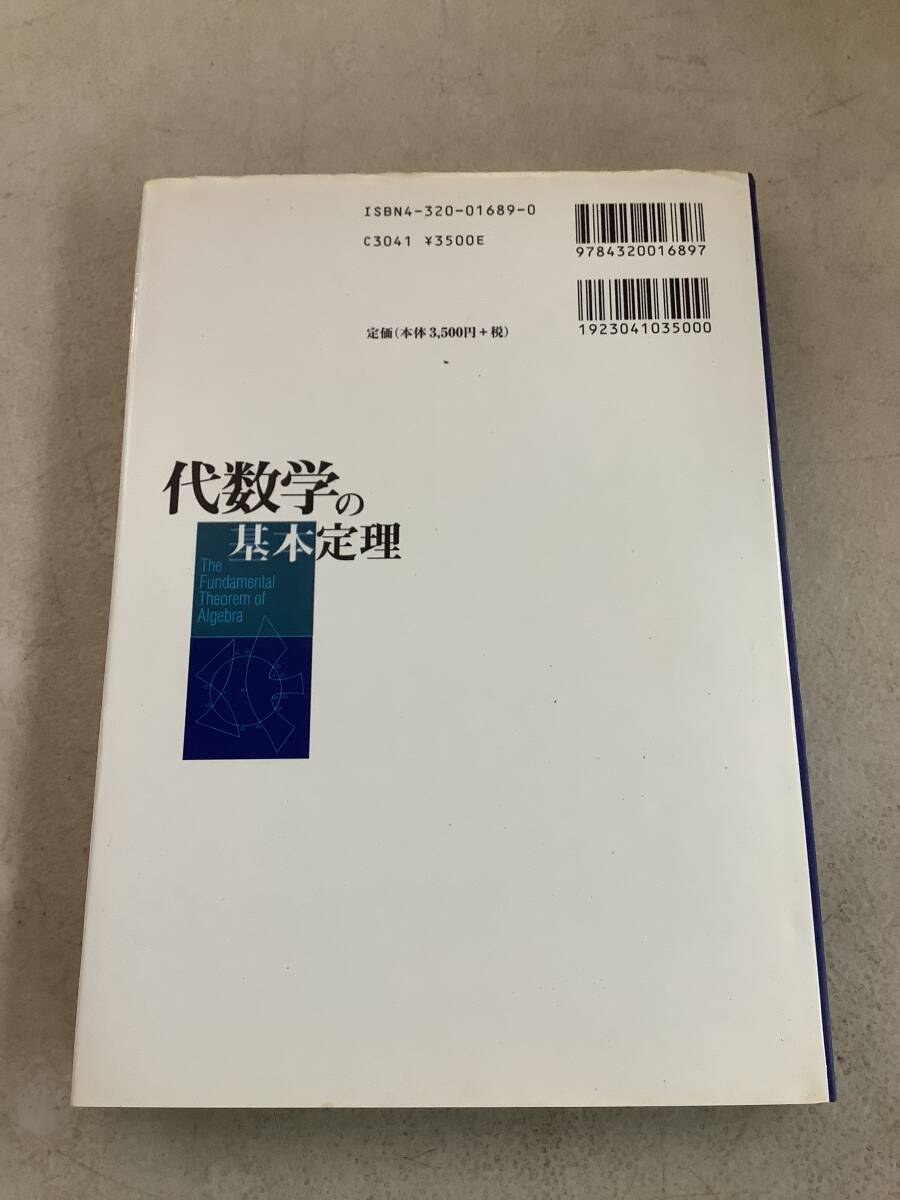 ISBN4-320-01689-0
C3041 ¥3500E
9784320016897
1923041035000
定価(本体3,500円+税)
代数学の
基本定理
The
Fundamental
Theorem of
Algebra